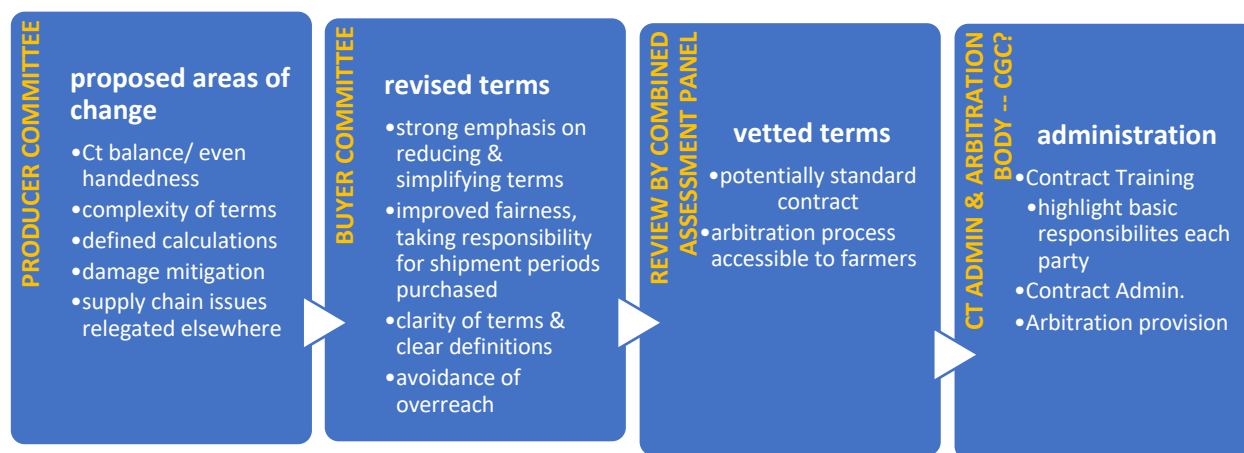 PRODUCER COMMITTEE
proposed areas of
change
•Ct balance/ even
handedness
•complexity of terms
•defined calculations
•damage mitigation
•supply chain issues
relegated elsewhere
BUYER COMMITTEE
revised terms
•strong emphasis on
reducing &
simplifying terms
•improved fairness,
taking responsibility
for shipment periods
purchased
•clarity of terms &
clear definitions
•avoidance of
overreach
REVIEW BY COMBINED
ASSESSMENT PANEL
vetted terms
•potentially standard
contract
•arbitration process
accessible to farmers
CT ADMIN & ARBITRATION
BODY -- CGC?
administration
•Contract Training
•highlight basic
responsibilites each
party
•Contract Admin.
•Arbitration provision